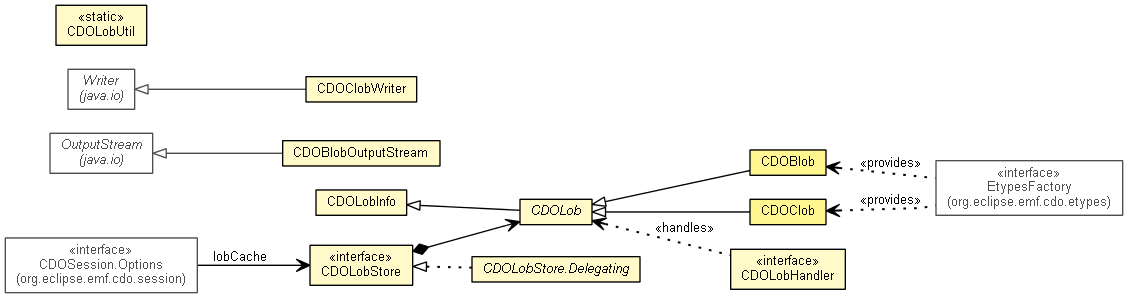 «static»
CDOLobUtil
Writer
(java.io)
CDOClobWriter
OutputStream
(java.io)
CDOBlobOutputStream
CDOBlob
«provides»
«interface»
EtypesFactory
(org.eclipse.emf.cdo.etypes)
CDOLobInfo
CDOLob
CDOClob
«provides»
«handles»
«interface»
CDOSession.Options
(org.eclipse.emf.cdo.session)
lobCache
«interface»
CDOLobStore
CDOLobStore.Delegating
«interface»
CDOLobHandler